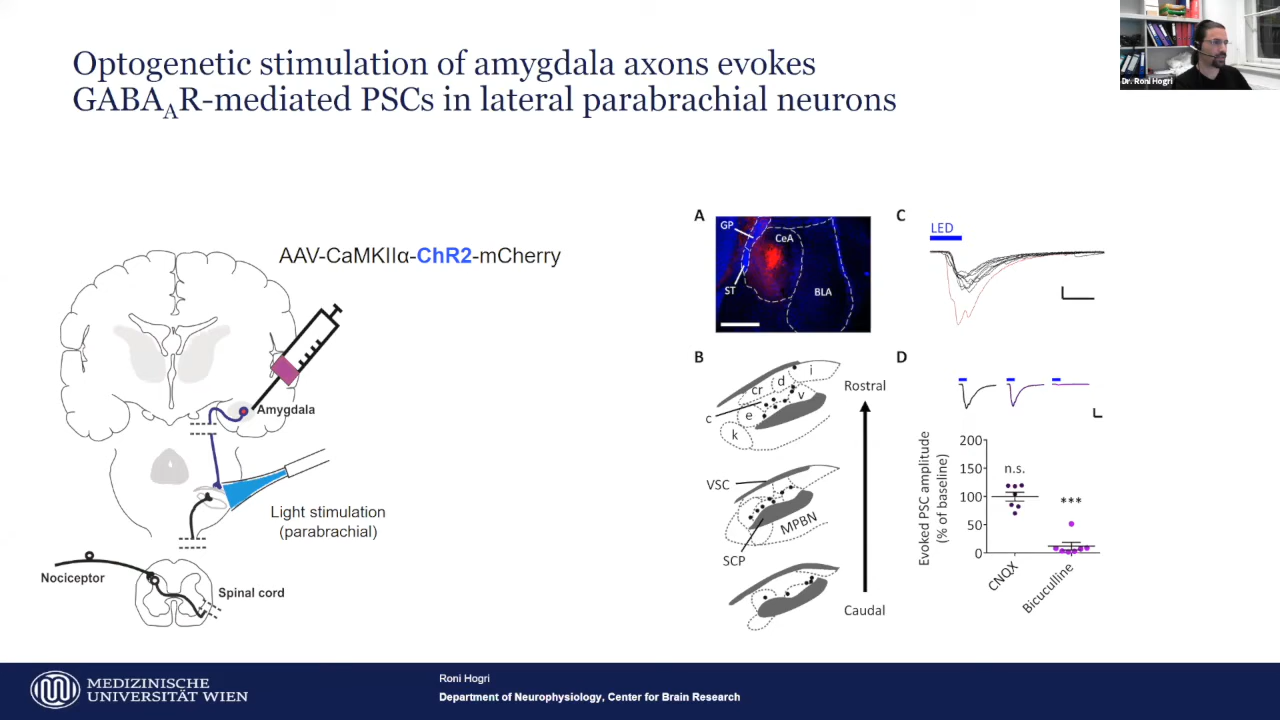 Optogenetic stimulation of amygdala axons evokes
GABAAR-mediated PSCs in lateral parabrachial neurons
Dr. Roni Hogri
AAV-CaMKIIα-ChR2-mCherry
Amygdala
Light stimulation
(parabrachial)
Nociceptor
Spinal cord
A
GP
CeA
ST
BLA
B
i
d
cr
v
c
e
k
VSC
MPBN
SCP
Rostral
Caudal
C
LED
D
Evoked PSC amplitude
(% of baseline)
200
150
100
50
0
n.s.
***
CNQX
Bicuculline
MEDIZINISCHE
UNIVERSITÄT WIEN
Roni Hogri
Department of Neurophysiology, Center for Brain Research